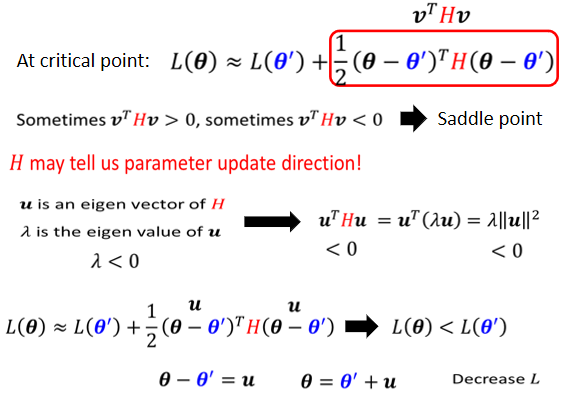 𝒗ᵀ𝐻𝒗
At critical point: 𝐿(𝜽) ≈ 𝐿(𝜽′) + 1/2 (𝜽 − 𝜽′)ᵀ𝐻(𝜽 − 𝜽′)
Sometimes 𝒗ᵀ𝐻𝒗 > 0, sometimes 𝒗ᵀ𝐻𝒗 < 0 ➡ Saddle point
𝐻 may tell us parameter update direction!
𝒖 is an eigen vector of 𝐻
𝜆 is the eigen value of 𝒖
𝜆 < 0
➡ 𝒖ᵀ𝐻𝒖 = 𝒖ᵀ(𝜆𝒖) = 𝜆‖𝒖‖²
< 0 < 0
𝒖 𝒖
𝐿(𝜽) ≈ 𝐿(𝜽′) + 1/2 (𝜽 − 𝜽′)ᵀ𝐻(𝜽 − 𝜽′) ➡ 𝐿(𝜽) < 𝐿(𝜽′)
𝜽 − 𝜽′ = 𝒖 𝜽 = 𝜽′ + 𝒖 Decrease 𝐿